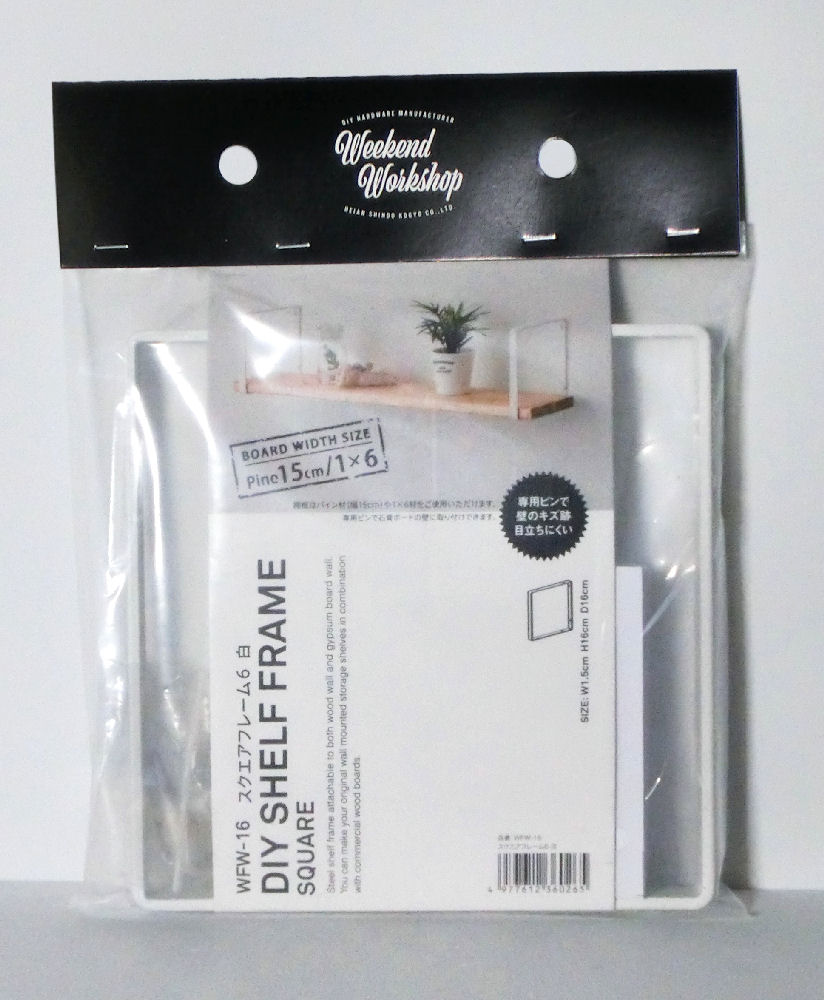 DIY HARDWARE MANUFACTURER
Weekend
Workshop
HEIAN SHINDO KOGYO CO.,LTD.
BOARD WIDTH SIZE
Pine15cm/1×6
棚板はパイン材(幅15cm)や1×6材をご使用いただけます。
専用ピンで石膏ボードの壁に取り付けできます。
専用ピンで
壁のキズ跡
目立ちにくい
WFW-16 スクエアフレーム6 白
DIY SHELF FRAME
SQUARE
Steel shelf frame attachable to both wood wall and gypsum board wall.
You can make your original wall mounted storage shelves in combination
with commercial wood boards.
SIZE: W1.5cm H16cm D16cm
品番: WFW-16
スクエアフレーム6 白
4 977612 360265